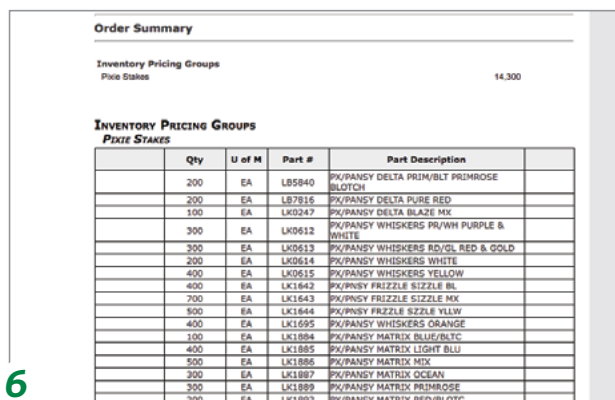 Order Summary
Inventory Pricing Groups
Pixie Stakes 14,300
INVENTORY PRICING GROUPS
PIXIE STAKES
Qty U of M Part # Part Description
200 EA LB5840 PX/PANSY DELTA PRIM/BLT PRIMROSE
BLOTCH
200 EA LB7816 PX/PANSY DELTA PURE RED
100 EA LK0247 PX/PANSY DELTA BLAZE MX
300 EA LK0612 PX/PANSY WHISKERS PR/WH PURPLE &
WHITE
300 EA LK0613 PX/PANSY WHISKERS RD/GL RED & GOLD
200 EA LK0614 PX/PANSY WHISKERS WHITE
400 EA LK0615 PX/PANSY WHISKERS YELLOW
400 EA LK1642 PX/PNSY FRIZZLE SIZZLE BL
700 EA LK1643 PX/PNSY FRIZZLE SIZZLE MX
500 EA LK1644 PX/PNSY FRZZLE SZZLE YLLW
400 EA LK1695 PX/PANSY WHISKERS ORANGE
100 EA LK1884 PX/PANSY MATRIX BLUE/BLTC
400 EA LK1885 PX/PANSY MATRIX LIGHT BLU
500 EA LK1886 PX/PANSY MATRIX MIX
300 EA LK1887 PX/PANSY MATRIX OCEAN
300 EA LK1889 PX/PANSY MATRIX PRIMROSE
200 EA PX/PANSY MATRIX RED/BLOTC
6